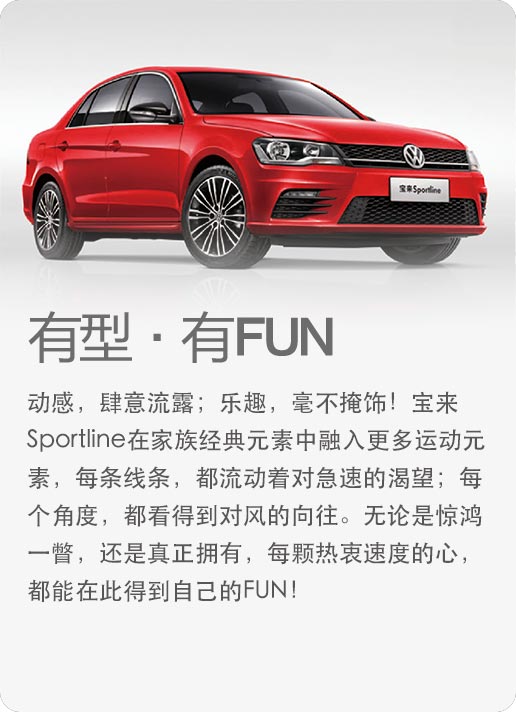 宝来Sportline
有型·有FUN
动感，肆意流露；乐趣，毫不掩饰！宝来
Sportline在家族经典元素中融入更多运动元
素，每条线条，都流动着对急速的渴望；每
个角度，都看得到对风的向往。无论是惊鸿
一瞥，还是真正拥有，每颗热衷速度的心，
都能在此得到自己的FUN！